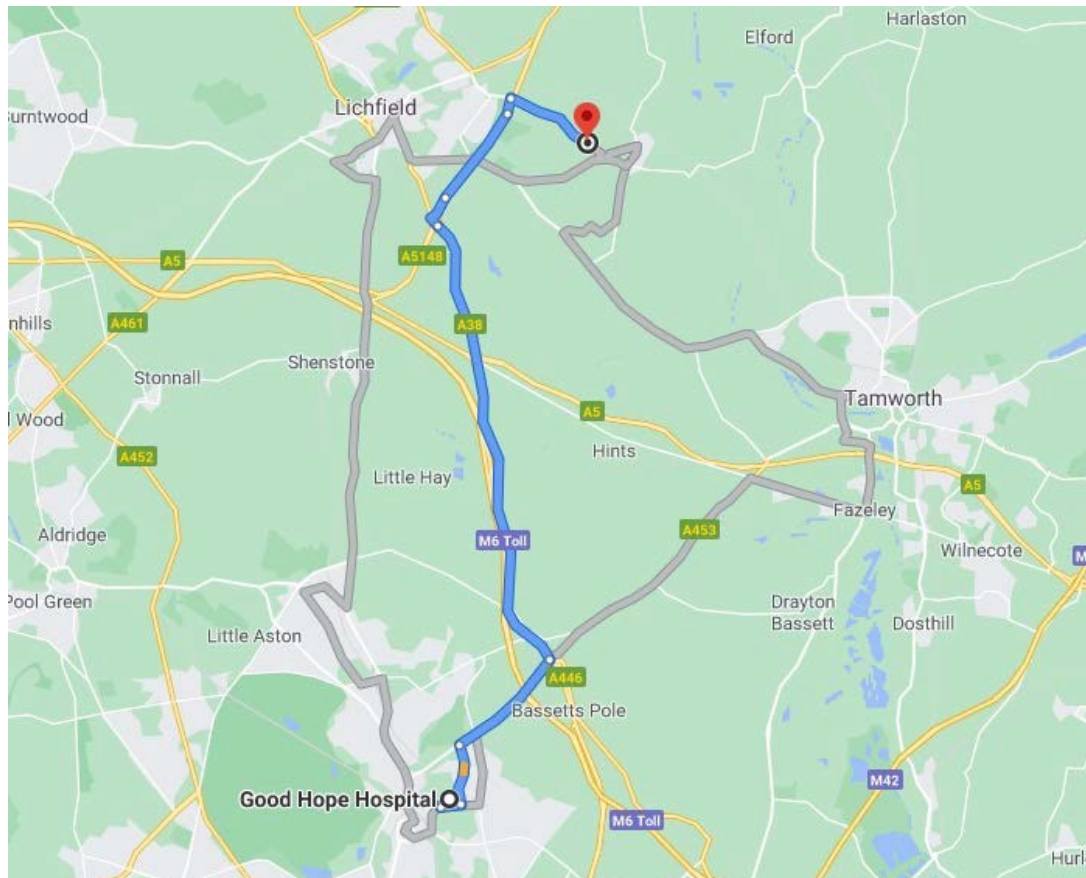 Harlaston
Elford
Lichfield
Burntwood
A5148
A5
A38
A461
nhills
Shenstone
Stonnall
Tamworth
A5
l Wood
Hints
A452
Little Hay
A5
Fazeley
A453
Aldridge
M6 Toll
Wilnecote
M
Pool Green
Drayton
Bassett
Dosthill
Little Aston
A446
Bassetts Pole
M42
Good Hope Hospital
M6 Toll
Hurl